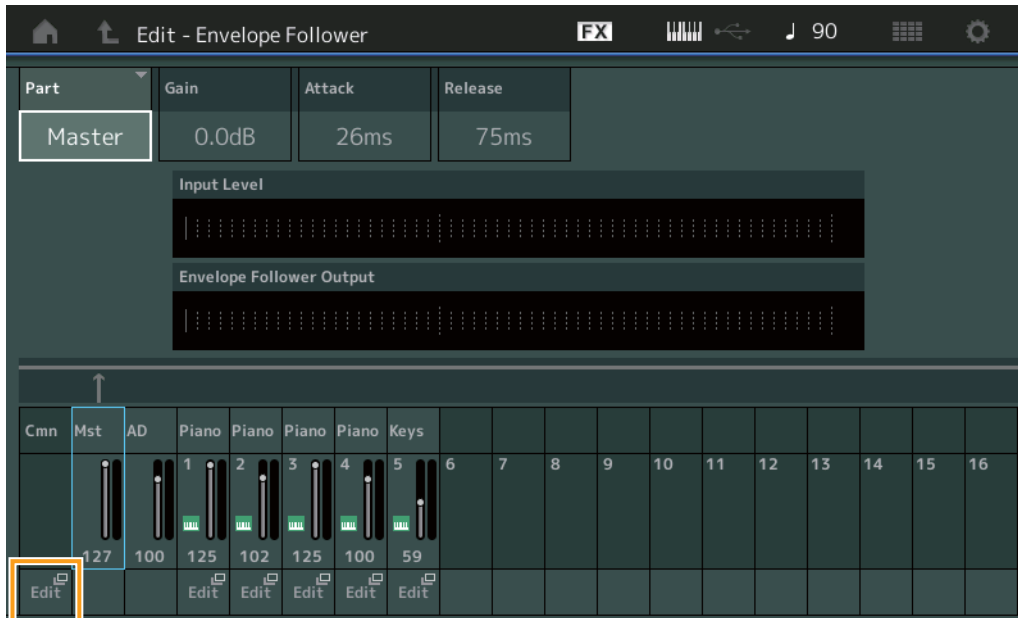 Edit - Envelope Follower FX ♩ 90
Part Gain Attack Release
Master 0.0dB 26ms 75ms
Input Level
Envelope Follower Output
Cmn Mst AD Piano Piano Piano Piano Keys
1 2 3 4 5 6 7 8 9 10 11 12 13 14 15 16
127 100 125 102 125 100 59
Edit Edit Edit Edit Edit Edit